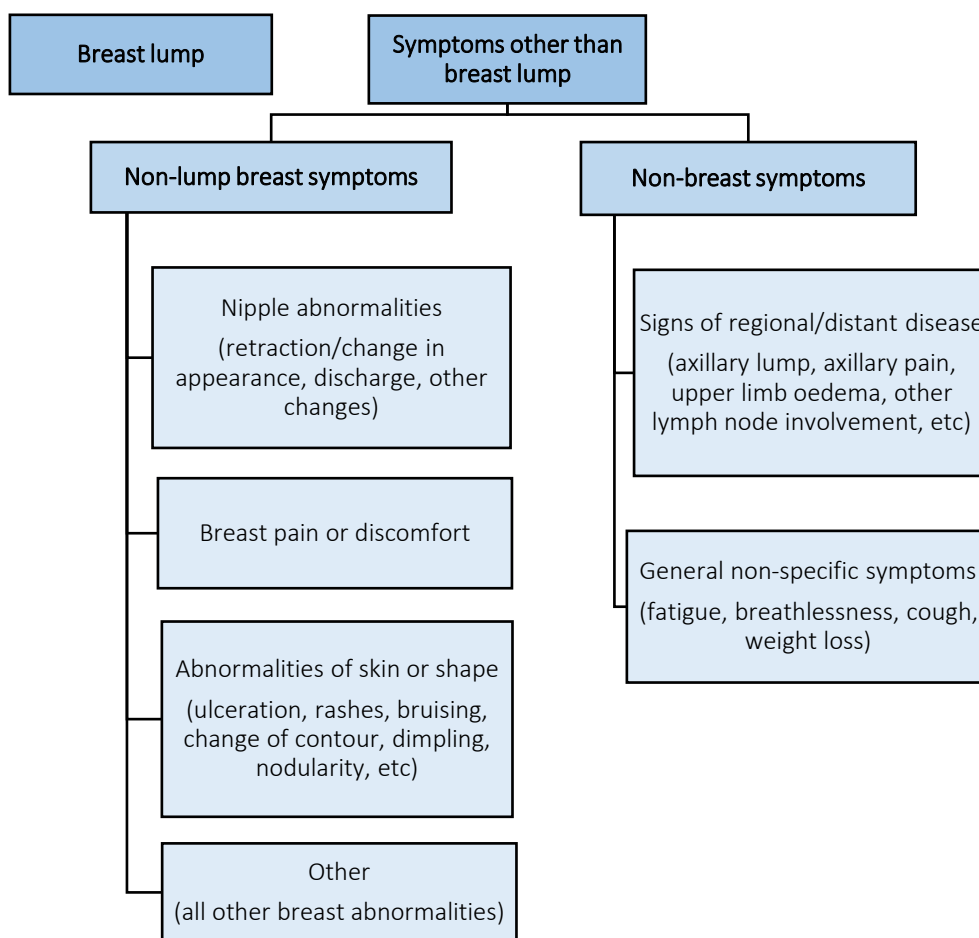 Breast lump
Symptoms other than
breast lump
Non-lump breast symptoms
Non-breast symptoms
Nipple abnormalities
(retraction/change in
appearance, discharge, other
changes)
Breast pain or discomfort
Abnormalities of skin or shape
(ulceration, rashes, bruising,
change of contour, dimpling,
nodularity, etc)
Other
(all other breast abnormalities)
Signs of regional/distant disease
(axillary lump, axillary pain,
upper limb oedema, other
lymph node involvement, etc)
General non-specific symptoms
(fatigue, breathlessness, cough,
weight loss)